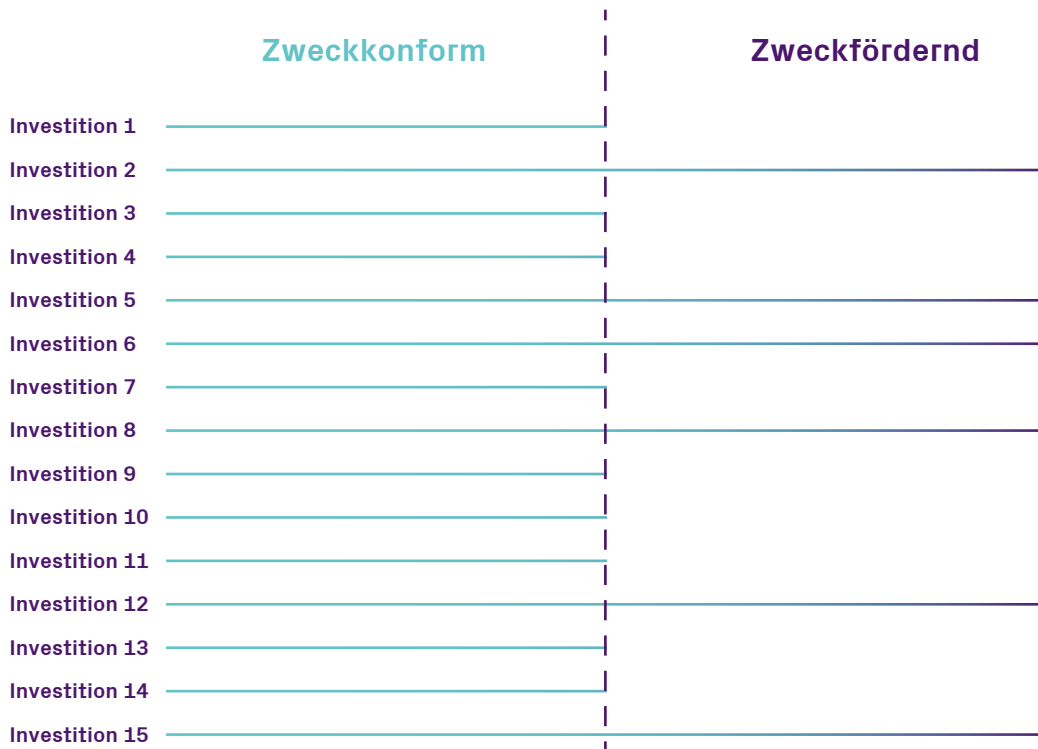 Zweckkonform
Zweckfördernd
Investition 1
Investition 2
Investition 3
Investition 4
Investition 5
Investition 6
Investition 7
Investition 8
Investition 9
Investition 10
Investition 11
Investition 12
Investition 13
Investition 14
Investition 15